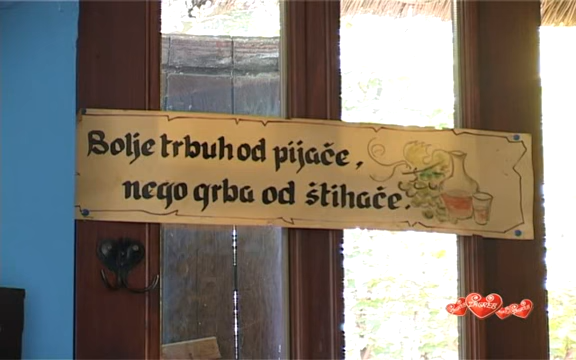 Bolje trbuh od pijače,
nego grba od štihače.